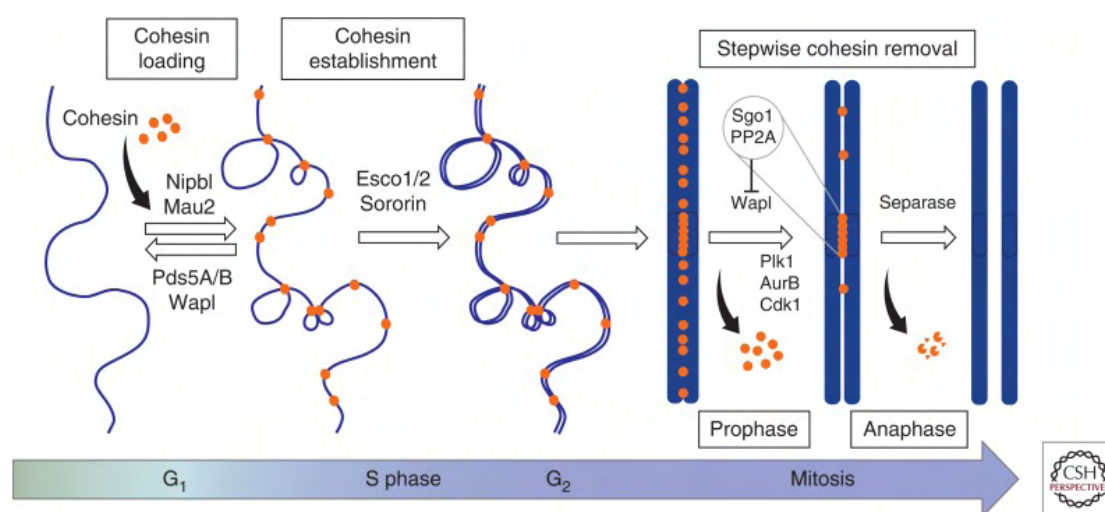 Cohesin
loading
Cohesin
establishment
Stepwise cohesin removal
Cohesin
Nipbl
Mau2
Pds5A/B
Wapl
Esco1/2
Sororin
Sgo1
PP2A
Wapl
Plk1
AurB
Cdk1
Separase
Prophase
Anaphase
G1
S phase
G2
Mitosis
CSH
PERSPECTIVES